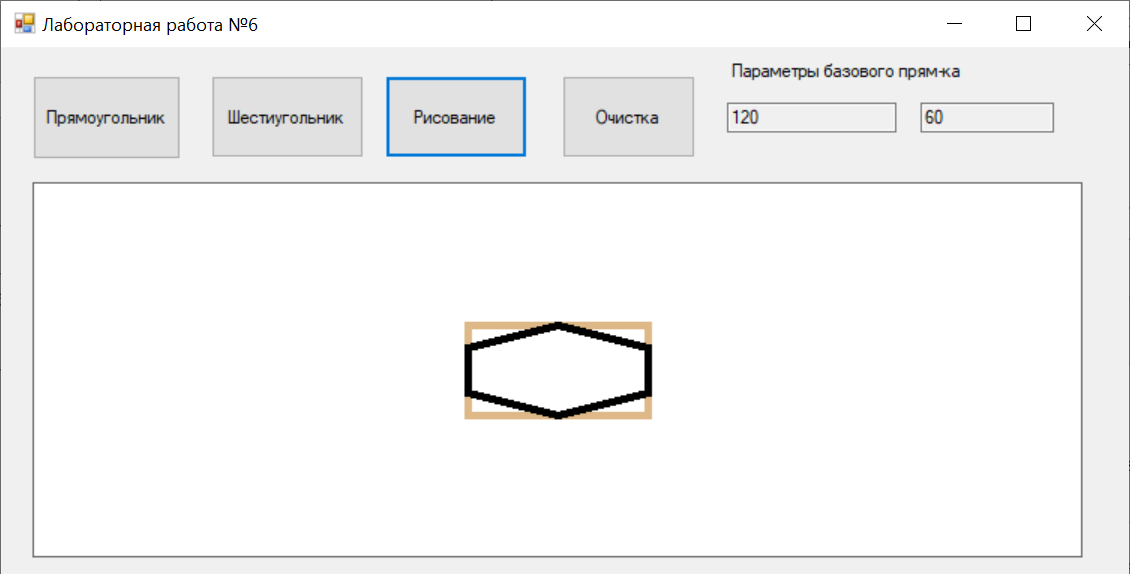 Лабораторная работа №6
Параметры базового прям-ка
Прямоугольник Шестиугольник Рисование Очистка 120 60